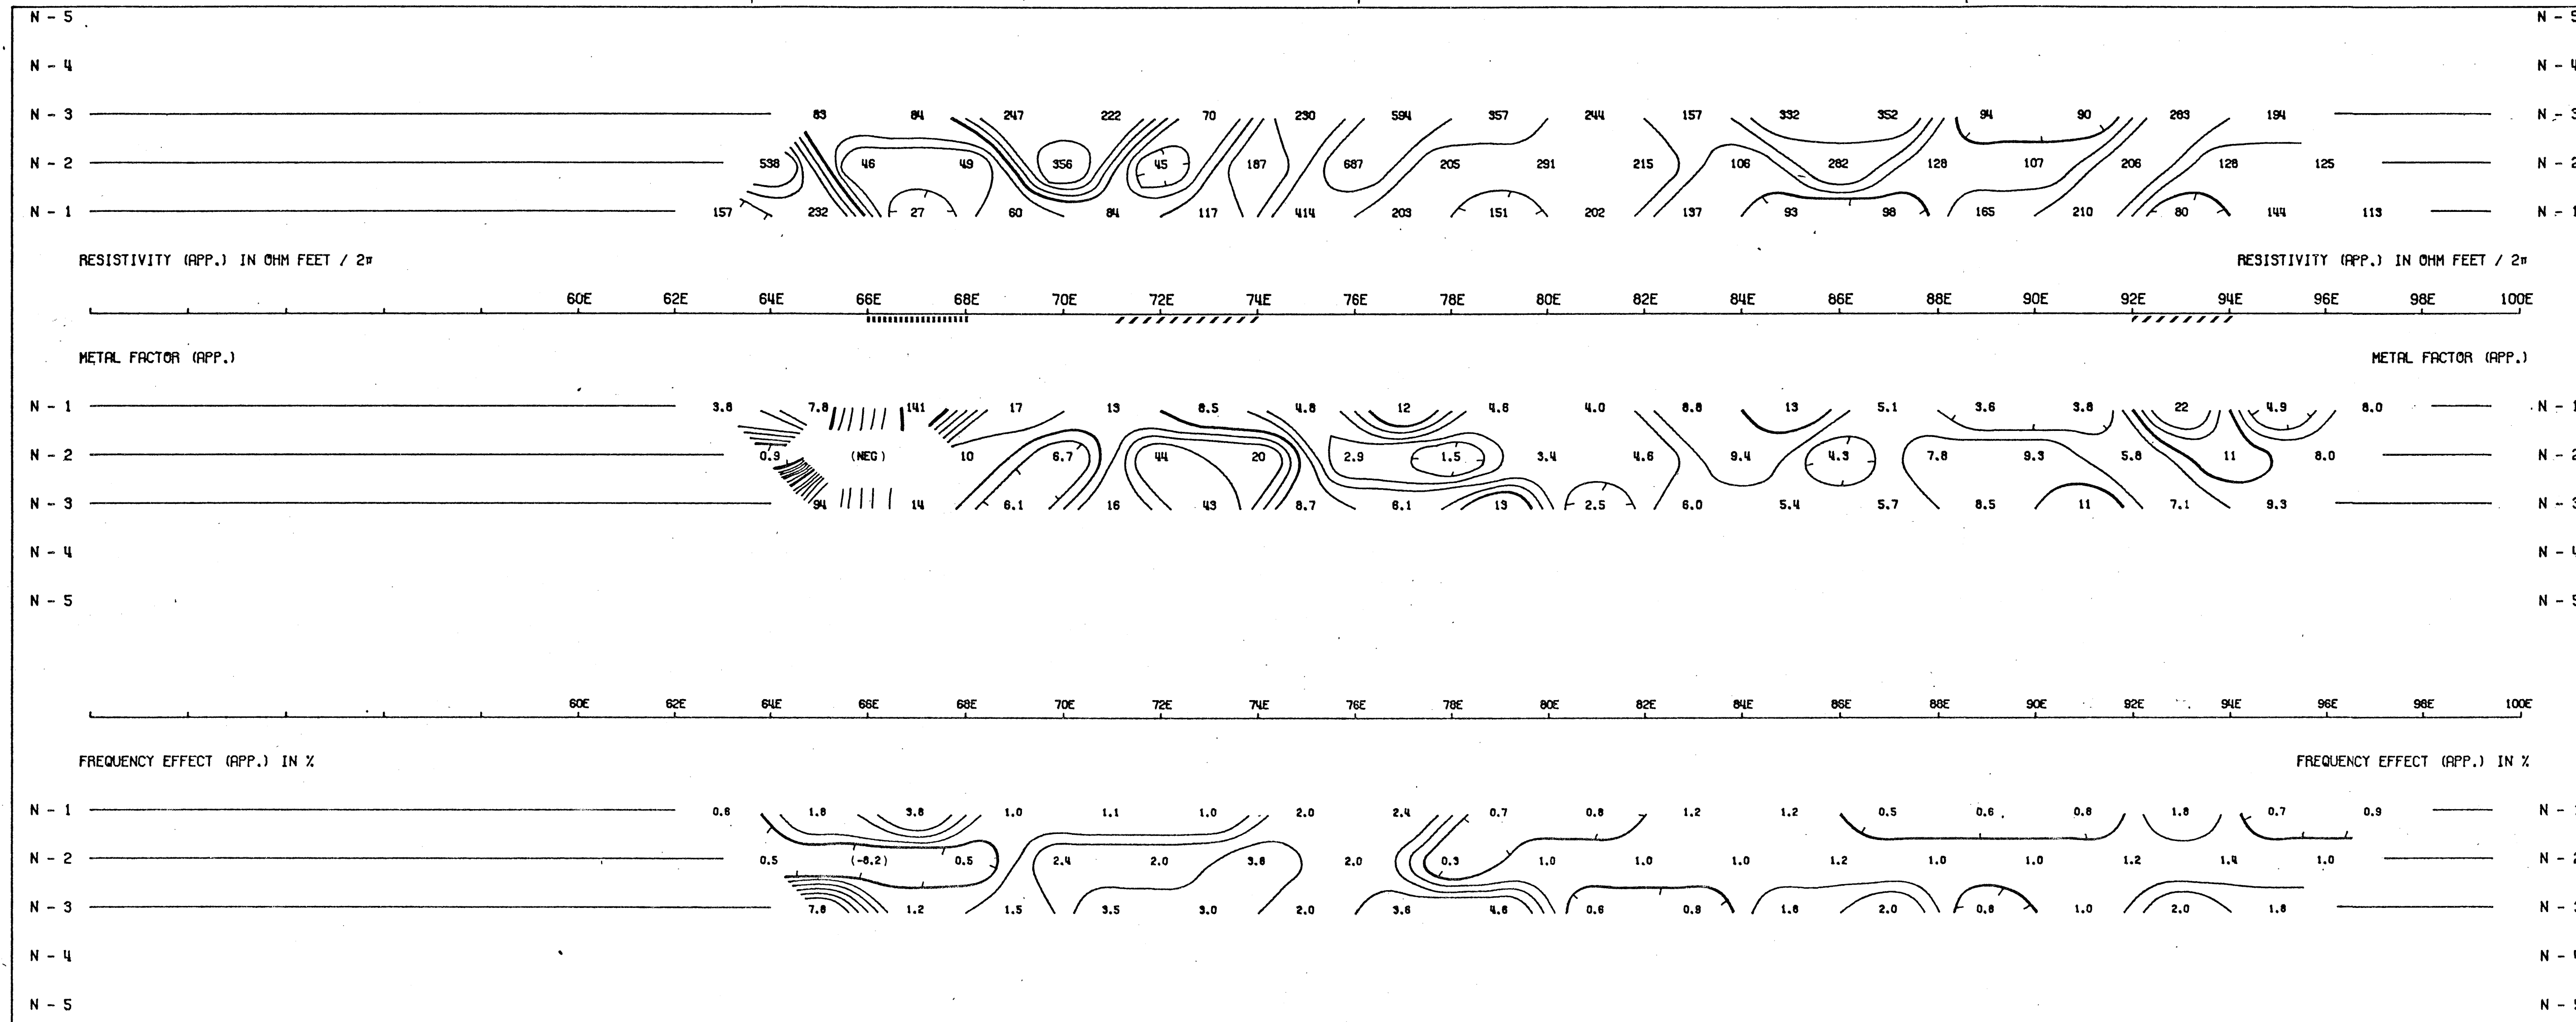 N - 5 N - 5
N - 4 N - 4
N - 3 83 84 247 222 70 230 594 357 244 157 332 352 94 90 283 194 N - 3
N - 2 538 46 49 356 45 187 687 205 291 215 106 282 128 107 206 128 125 N - 2
N - 1 157 232 27 60 84 117 414 203 151 202 137 93 98 165 210 80 144 113 N - 1
RESISTIVITY (APP.) IN OHM FEET / 2π RESISTIVITY (APP.) IN OHM FEET / 2π
60E 62E 64E 66E 68E 70E 72E 74E 76E 78E 80E 82E 84E 86E 88E 90E 92E 94E 96E 98E 100E
METAL FACTOR (APP.) METAL FACTOR (APP.)
N - 1 3.8 7.8 141 17 13 8.5 4.8 12 4.6 4.0 8.8 13 5.1 3.6 3.8 22 4.9 8.0 N - 1
N - 2 0.9 (NEG) 10 6.7 44 20 2.9 1.5 3.4 4.6 9.4 4.3 7.8 9.3 5.8 11 8.0 N - 2
N - 3 94 14 6.1 16 43 8.7 6.1 13 2.5 6.0 5.4 5.7 8.5 11 7.1 9.3 N - 3
N - 4 N - 4
N - 5 N - 5
60E 62E 64E 66E 68E 70E 72E 74E 76E 78E 80E 82E 84E 86E 88E 90E 92E 94E 96E 98E 100E
FREQUENCY EFFECT (APP.) IN % FREQUENCY EFFECT (APP.) IN %
N - 1 0.6 1.8 3.8 1.0 1.1 1.0 2.0 2.4 0.7 0.8 1.2 1.2 0.5 0.6 0.8 1.8 0.7 0.9 N - 1
N - 2 0.5 (-8.2) 0.5 2.4 2.0 3.8 2.0 0.3 1.0 1.0 1.0 1.2 1.0 1.0 1.2 1.4 1.0 N - 2
N - 3 7.8 1.2 1.5 3.5 3.0 2.0 3.6 4.6 0.6 0.9 1.8 2.0 0.8 1.0 2.0 1.8 N - 3
N - 4 N - 4
N - 5 N - 5